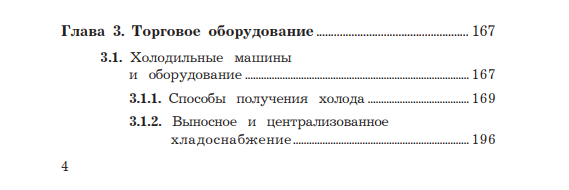 Глава 3. Торговое оборудование ........................................ 167
3.1. Холодильные машины
и оборудование ............................................................ 167
3.1.1. Способы получения холода ........................... 169
3.1.2. Выносное и централизованное
хладоснабжение ............................................... 196
4